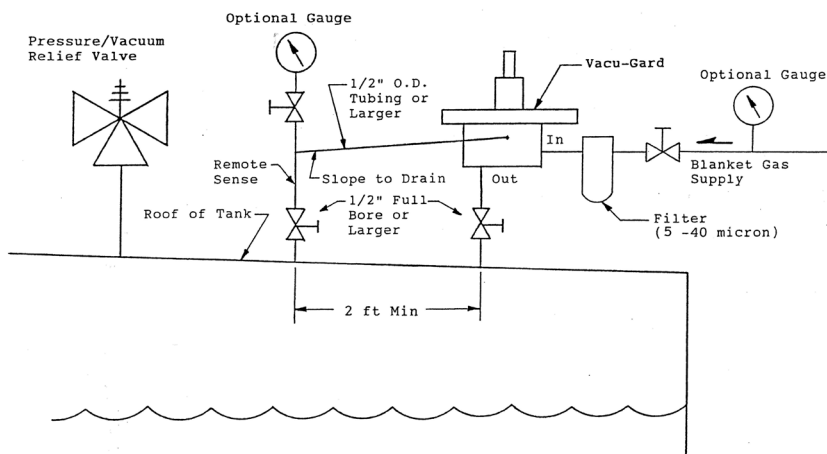 Optional Gauge
Pressure/Vacuum
Relief Valve
1/2" O.D.
Tubing or
Larger
Vacu-Gard
Optional Gauge
In
Blanket Gas
Supply
Remote
Sense
Slope to Drain
Out
1/2" Full
Bore or
Larger
Roof of Tank
Filter
(5 -40 micron)
2 ft Min